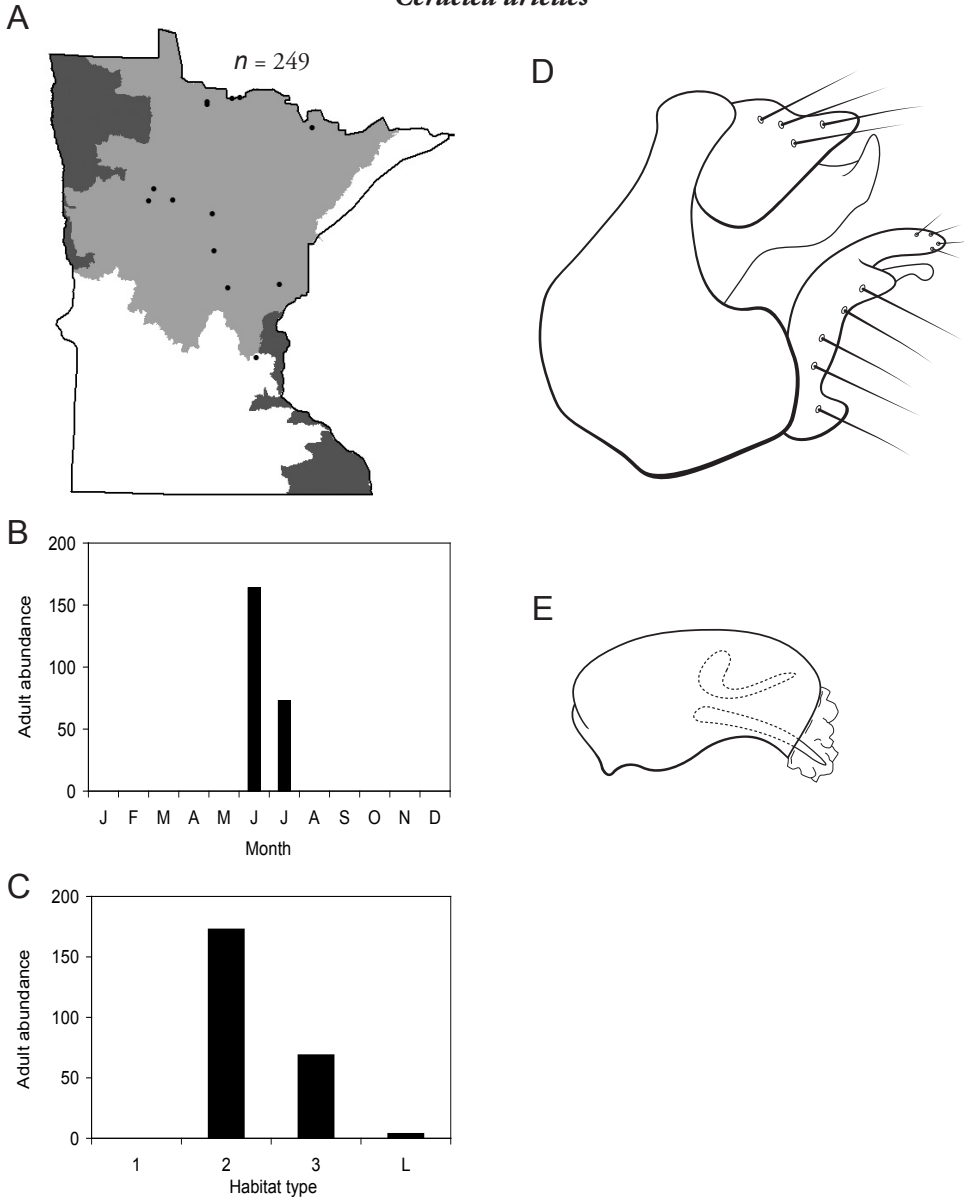 Ceraclea arielles
A
n = 249
D
B
200
150
100
50
0
Adult abundance
J F M A M J J A S O N D
Month
E
C
200
150
100
50
0
Adult abundance
1 2 3 L
Habitat type